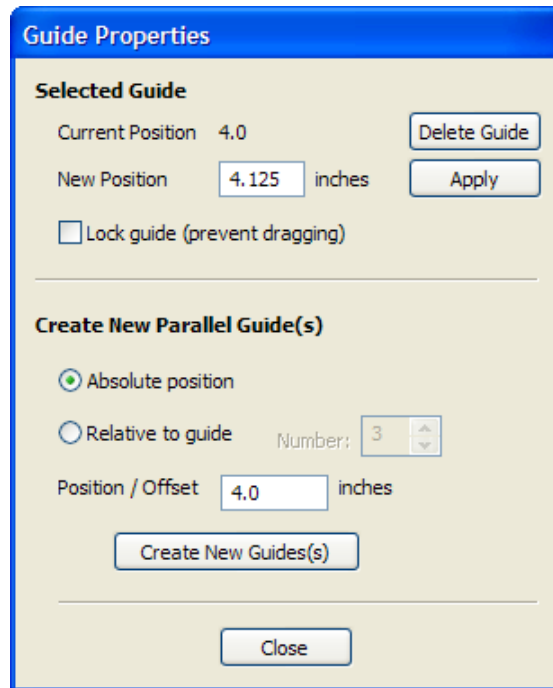 Guide Properties
Selected Guide
Current Position 4.0 Delete Guide
New Position 4.125 inches Apply
Lock guide (prevent dragging)
Create New Parallel Guide(s)
Absolute position
Relative to guide Number: 3
Position / Offset 4.0 inches
Create New Guides(s)
Close